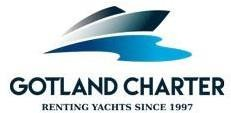 GOTLAND CHARTER
RENTING YACHTS SINCE 1997